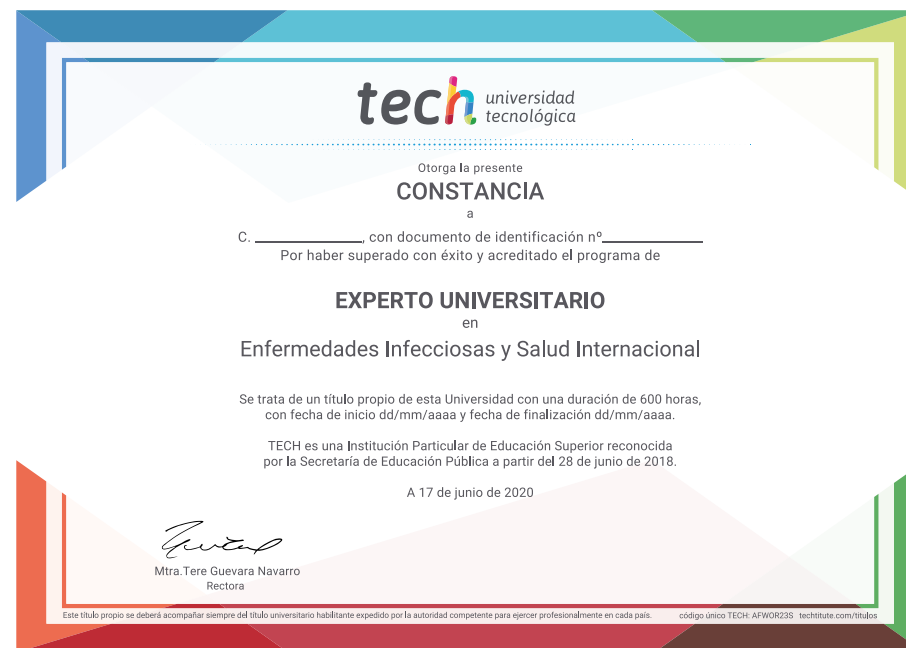 tech universidad
tecnológica
Otorga la presente
CONSTANCIA
a
C. ____________, con documento de identificación nº____________
Por haber superado con éxito y acreditado el programa de
EXPERTO UNIVERSITARIO
en
Enfermedades Infecciosas y Salud Internacional
Se trata de un título propio de esta Universidad con una duración de 600 horas,
con fecha de inicio dd/mm/aaaa y fecha de finalización dd/mm/aaaa.
TECH es una Institución Particular de Educación Superior reconocida
por la Secretaría de Educación Pública a partir del 28 de junio de 2018.
A 17 de junio de 2020
Mtra.Tere Guevara Navarro
Rectora
Este título propio se deberá acompañar siempre del título universitario habilitante expedido por la autoridad competente para ejercer profesionalmente en cada país. código único TECH: AFWOR23S techtitute.com/titulos